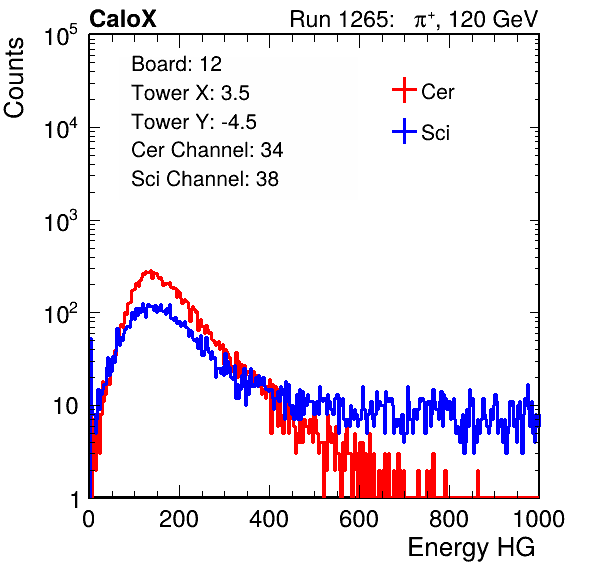 CaloX Run 1265: π⁺, 120 GeV
Counts
Board: 12
Tower X: 3.5
Tower Y: -4.5
Cer Channel: 34
Sci Channel: 38
Cer
Sci
10⁵
10⁴
10³
10²
10
1
0 200 400 600 800 1000
Energy HG